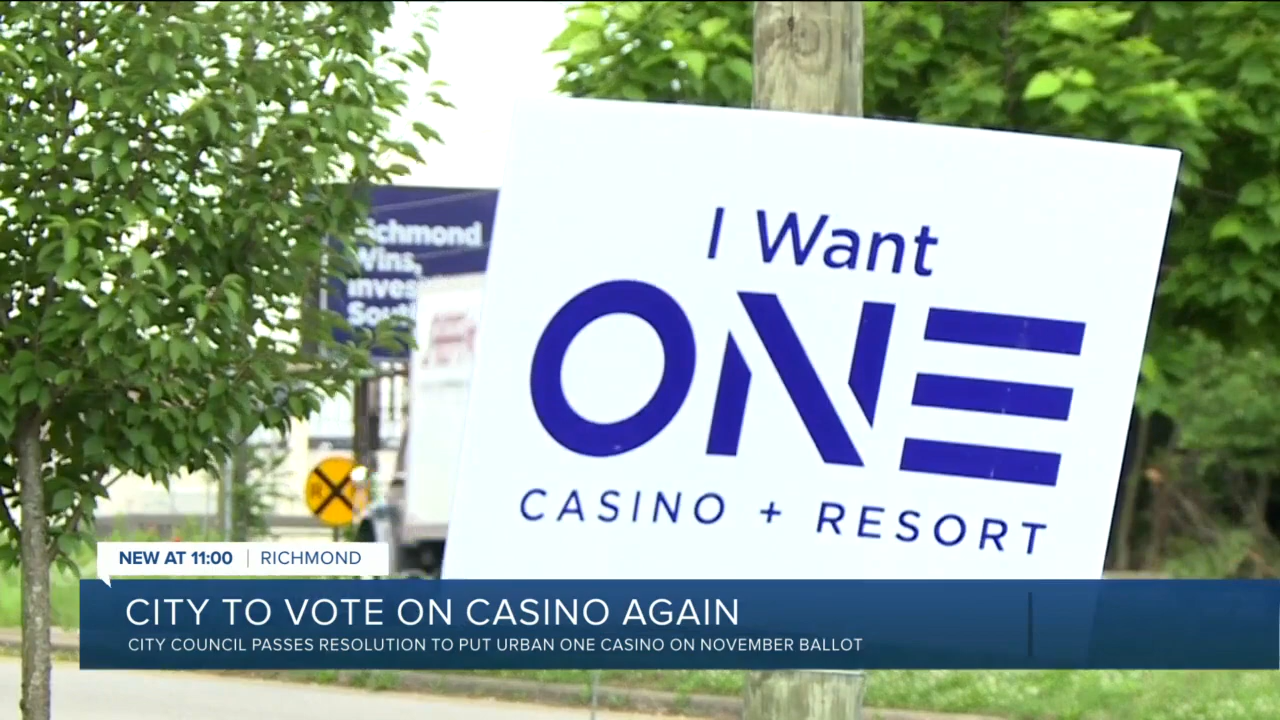 Richmond
Wins,
I Want
ONE
CASINO + RESORT
R
NEW AT 11:00 | RICHMOND
CITY TO VOTE ON CASINO AGAIN
CITY COUNCIL PASSES RESOLUTION TO PUT URBAN ONE CASINO ON NOVEMBER BALLOT